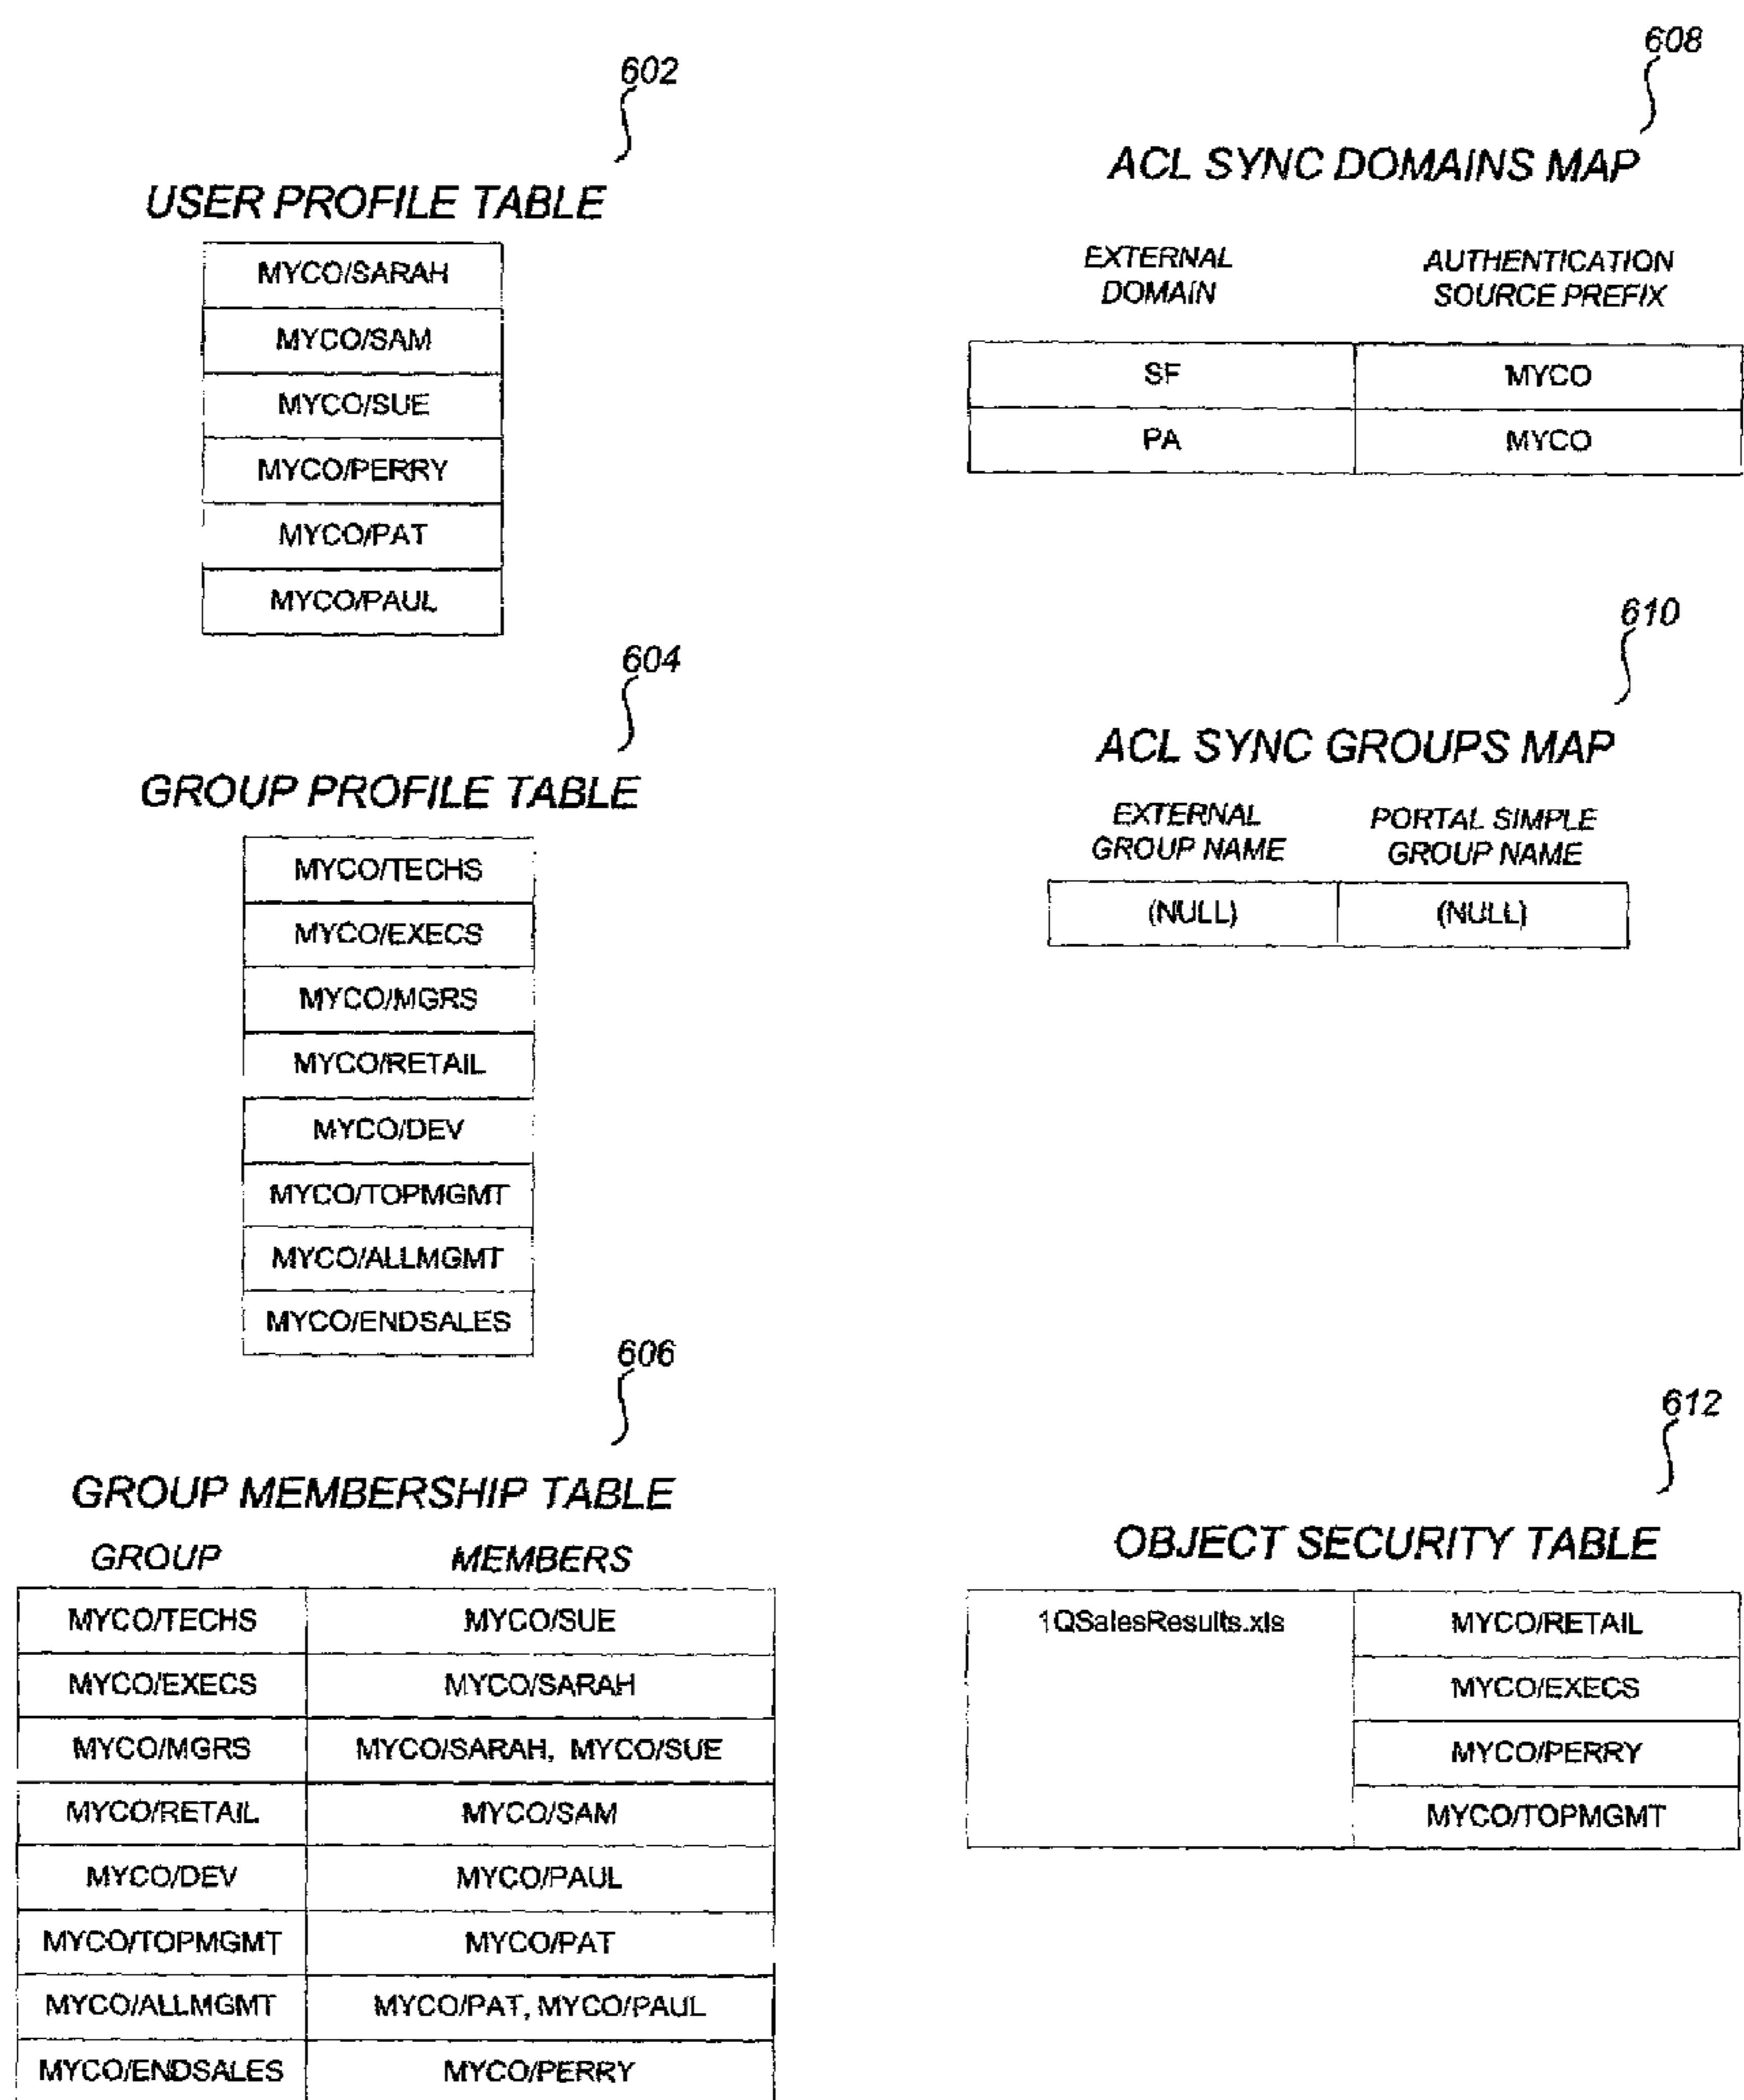 602
USER PROFILE TABLE
MYCO/SARAH
MYCO/SAM
MYCO/SUE
MYCO/PERRY
MYCO/PAT
MYCO/PAUL
604
GROUP PROFILE TABLE
MYCO/TECHS
MYCO/EXECS
MYCO/MGRS
MYCO/RETAIL
MYCO/DEV
MYCO/TOPMGMT
MYCO/ALLMGMT
MYCO/ENDSALES
606
GROUP MEMBERSHIP TABLE
GROUP MEMBERS
MYCO/TECHS MYCO/SUE
MYCO/EXECS MYCO/SARAH
MYCO/MGRS MYCO/SARAH, MYCO/SUE
MYCO/RETAIL MYCO/SAM
MYCO/DEV MYCO/PAUL
MYCO/TOPMGMT MYCO/PAT
MYCO/ALLMGMT MYCO/PAT, MYCO/PAUL
MYCO/ENDSALES MYCO/PERRY
608
ACL SYNC DOMAINS MAP
EXTERNAL DOMAIN AUTHENTICATION SOURCE PREFIX
SF MYCO
PA MYCO
610
ACL SYNC GROUPS MAP
EXTERNAL GROUP NAME PORTAL SIMPLE GROUP NAME
(NULL) (NULL)
612
OBJECT SECURITY TABLE
1QSalesResults.xls MYCO/RETAIL
MYCO/EXECS
MYCO/PERRY
MYCO/TOPMGMT